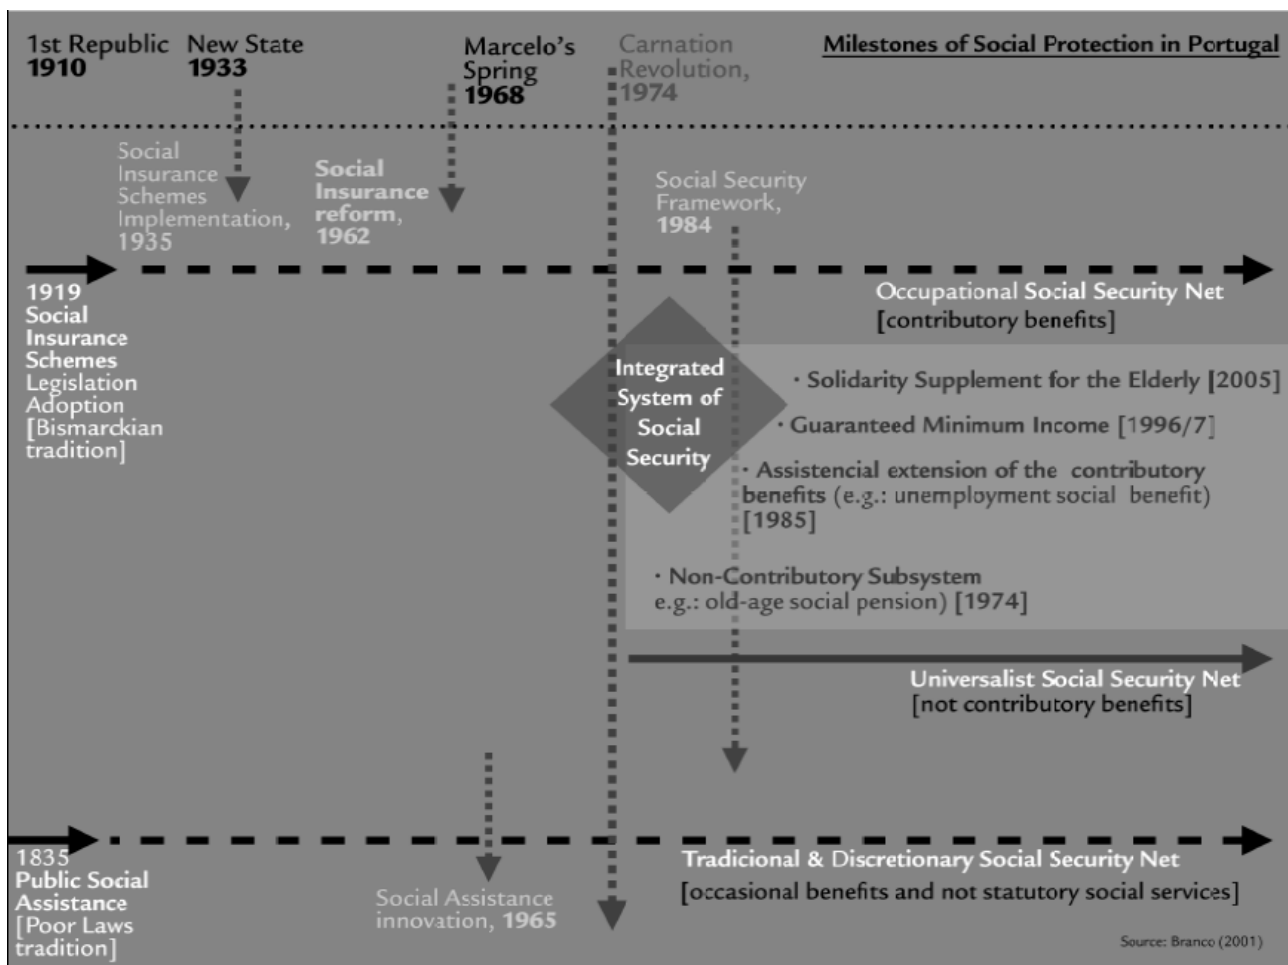 1st Republic
1910
New State
1933
Marcelo's
Spring
1968
Carnation
Revolution,
1974
Milestones of Social Protection in Portugal
Social
Insurance
Schemes
Implementation,
1935
Social
Insurance
reform,
1962
Social Security
Framework,
1984
1919
Social
Insurance
Schemes
Legislation
Adoption
[Bismarckian
tradition]
Occupational Social Security Net
[contributory benefits]
Integrated
System of
Social
Security
· Solidarity Supplement for the Elderly [2005]
· Guaranteed Minimum Income [1996/7]
· Assistencial extension of the contributory
benefits (e.g.: unemployment social benefit)
[1985]
· Non-Contributory Subsystem
e.g.: old-age social pension) [1974]
Universalist Social Security Net
[not contributory benefits]
1835
Public Social
Assistance
[Poor Laws
tradition]
Social Assistance
innovation, 1965
Tradicional & Discretionary Social Security Net
[occasional benefits and not statutory social services]
Source: Branco (2001)